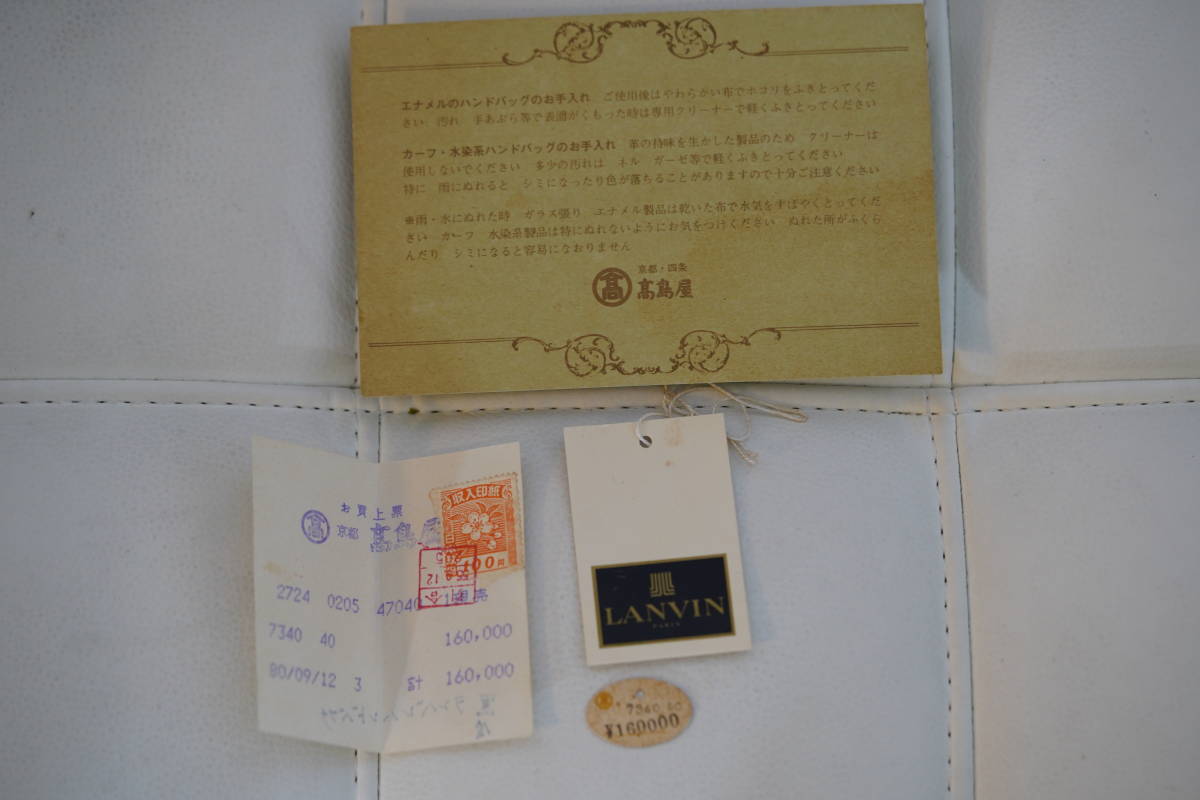 エナメルのハンドバッグのお手入れ ご使用後はやわらかい布でホコリをふきとってくだ
さい 汚れ 手あぶら等で表面がくもった時は専用クリーナーで軽くふきとってください
カーフ・水染系ハンドバッグのお手入れ 革の持味を生かした製品のため クリーナーは
使用しないでください 多少の汚れは ネル ガーゼ等で軽くふきとってください
特に 雨にぬれると シミになったり色が落ちることがありますので十分ご注意ください
※雨・水にぬれた時 ガラス張り エナメル製品は乾いた布で水気をすばやくとってくだ
さい カーフ 水染系製品は特にぬれないようにお気をつけください ぬれた所がふくら
んだり シミになると容易になおりません
京都・四条
髙島屋
お買上票
京都 髙島屋
収入印紙
100円
2724 0205 47040 1現売
7340 40 160,000
80/09/12 3 計 160,000
LANVIN
PARIS
7340 40
¥160000